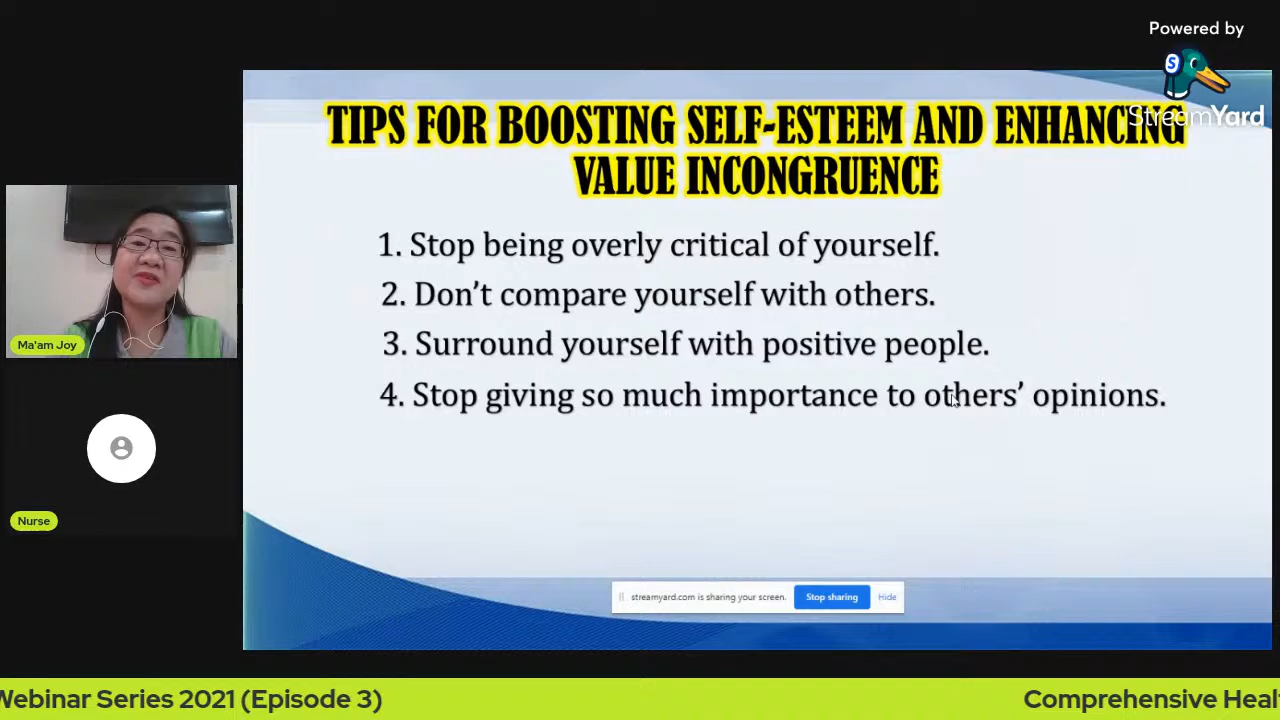 Powered by
StreamYard
TIPS FOR BOOSTING SELF-ESTEEM AND ENHANCING
VALUE INCONGRUENCE
1. Stop being overly critical of yourself.
2. Don't compare yourself with others.
3. Surround yourself with positive people.
4. Stop giving so much importance to others' opinions.
Ma'am Joy
Nurse
streamyard.com is sharing your screen.
Stop sharing
Hide
Webinar Series 2021 (Episode 3)
Comprehensive Heal